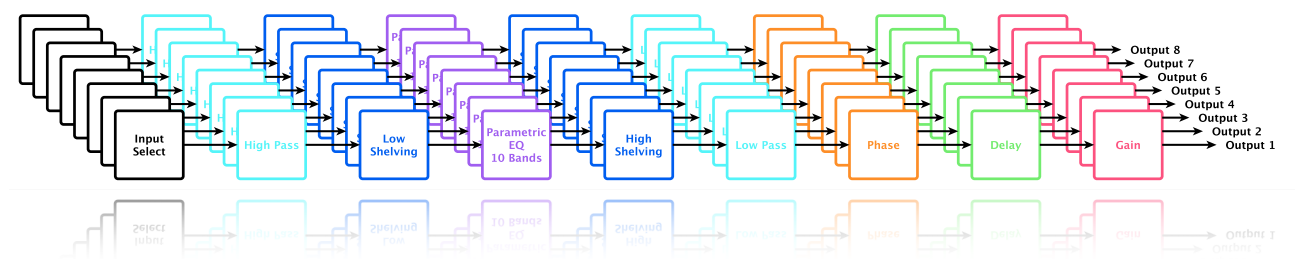 Output 8
Output 7
Output 6
Output 5
Output 4
Output 3
Output 2
Output 1
Input
Select
High Pass
Low
Shelving
Parametric
EQ
10 Bands
High
Shelving
Low Pass
Phase
Delay
Gain